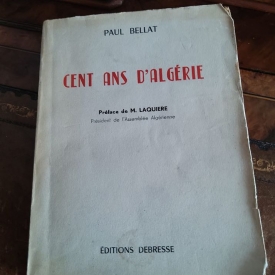 PAUL BELLAT
CENT ANS D'ALGÉRIE
Préface de M. LAQUIERE
Président de l'Assemblée Algérienne
ÉDITIONS DEBRESSE